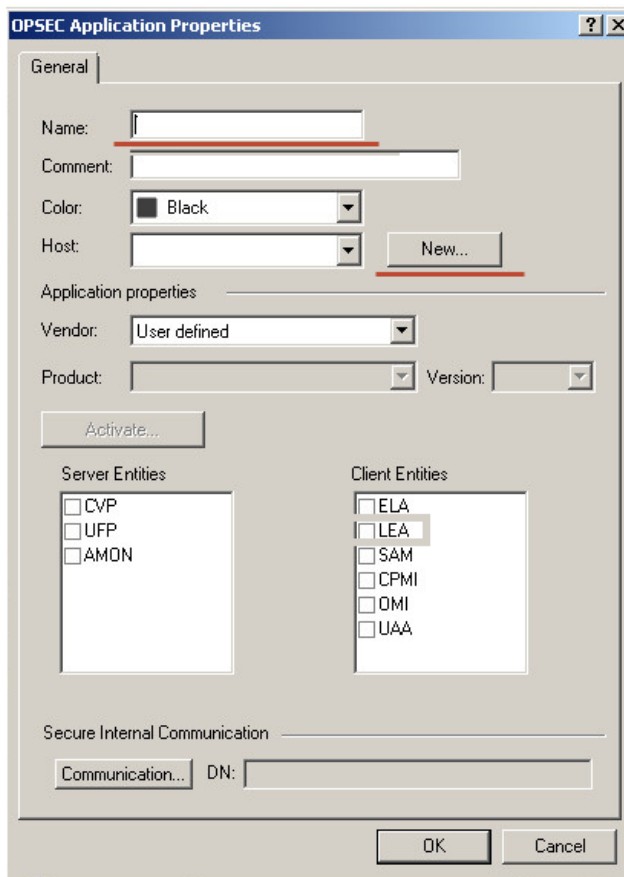 OPSEC Application Properties ? X
General
Name:
Comment:
Color: Black
Host: New...
Application properties
Vendor: User defined
Product: Version:
Activate...
Server Entities Client Entities
CVP ELA
UFP LEA
AMON SAM
CPMI
OMI
UAA
Secure Internal Communication
Communication... DN:
OK Cancel